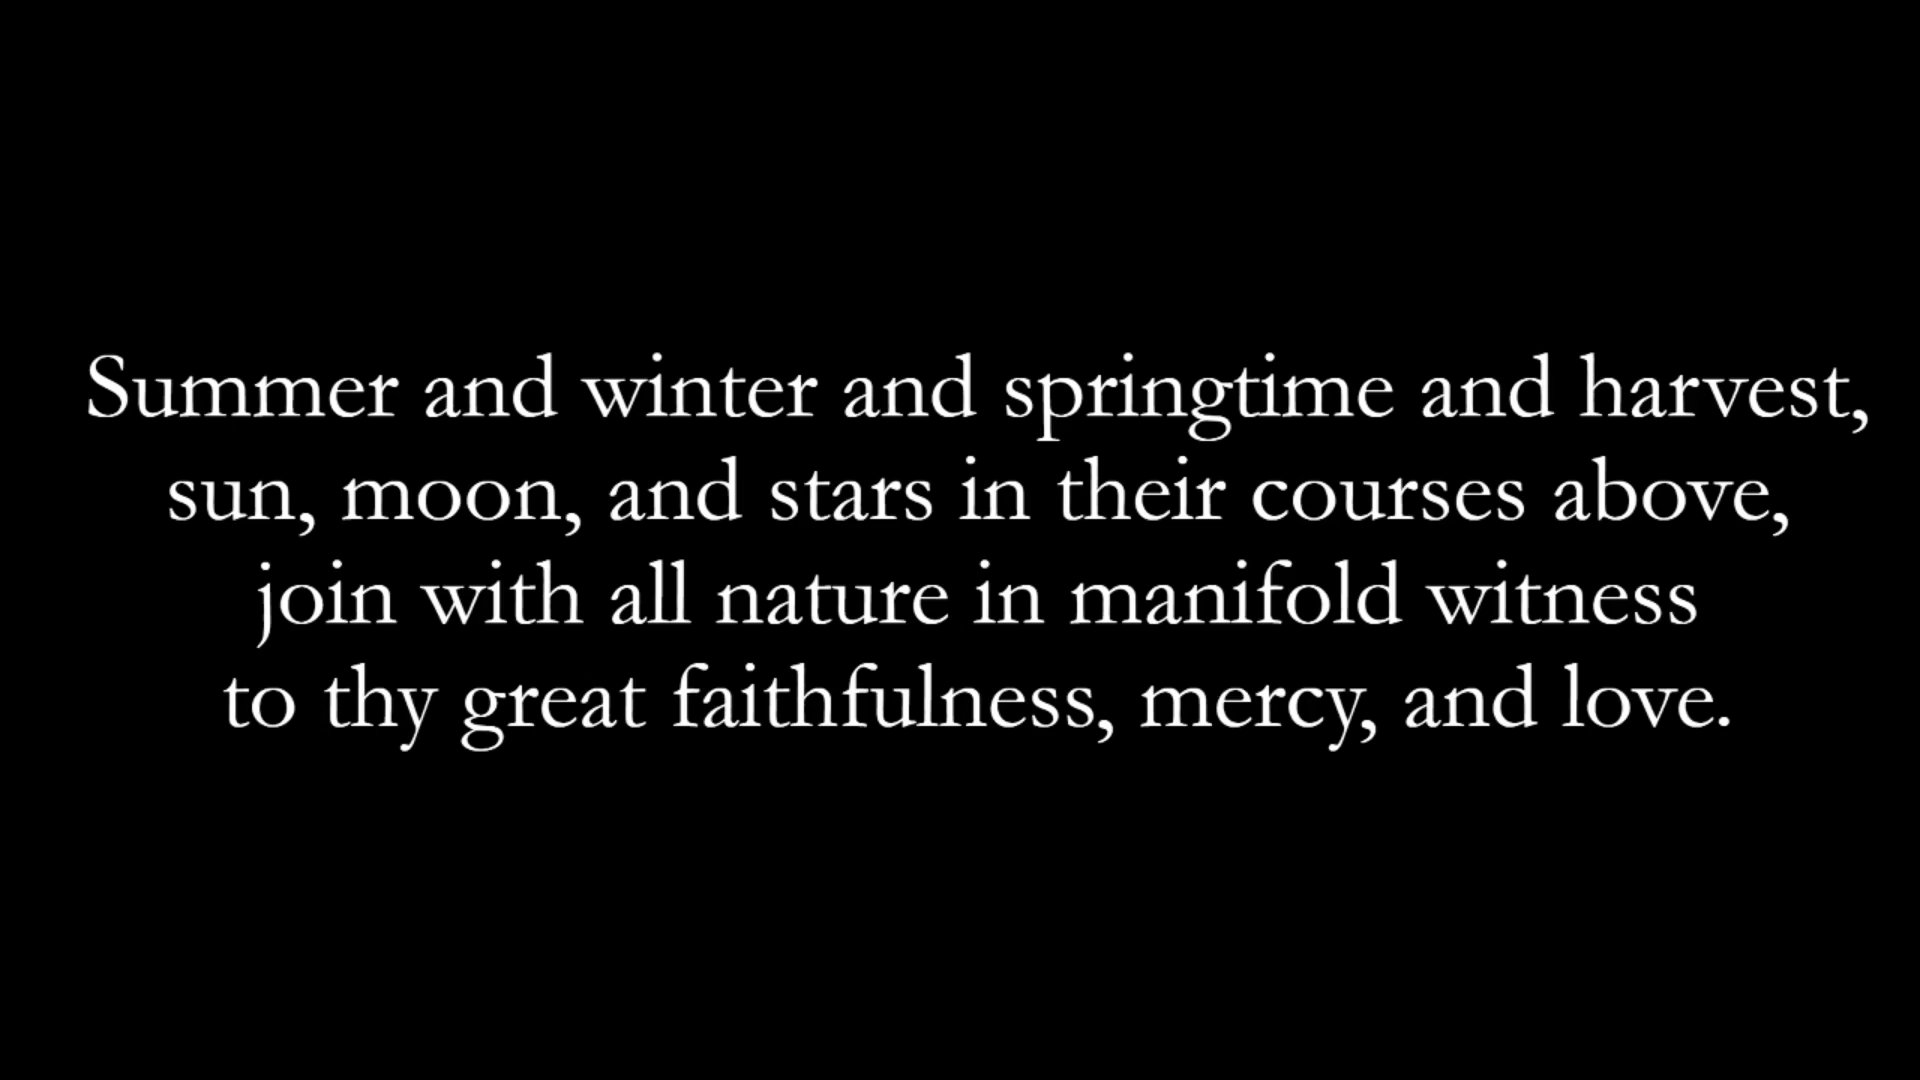 Summer and winter and springtime and harvest,
sun, moon, and stars in their courses above,
join with all nature in manifold witness
to thy great faithfulness, mercy, and love.